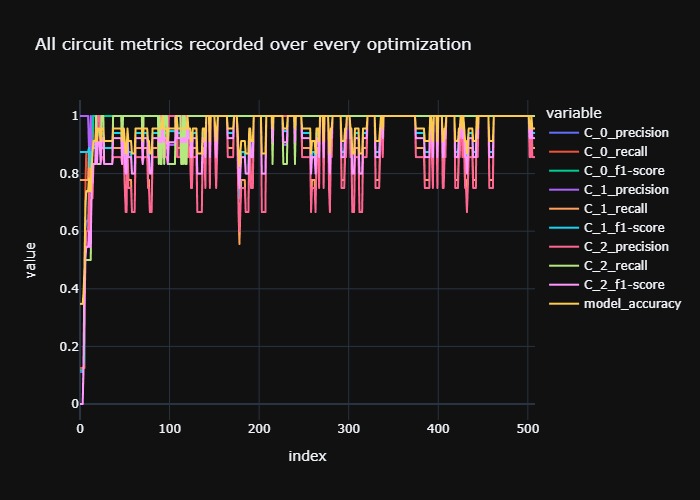 All circuit metrics recorded over every optimization
value
1
0.8
0.6
0.4
0.2
0
0 100 200 300 400 500
index
variable
C_0_precision
C_0_recall
C_0_f1-score
C_1_precision
C_1_recall
C_1_f1-score
C_2_precision
C_2_recall
C_2_f1-score
model_accuracy